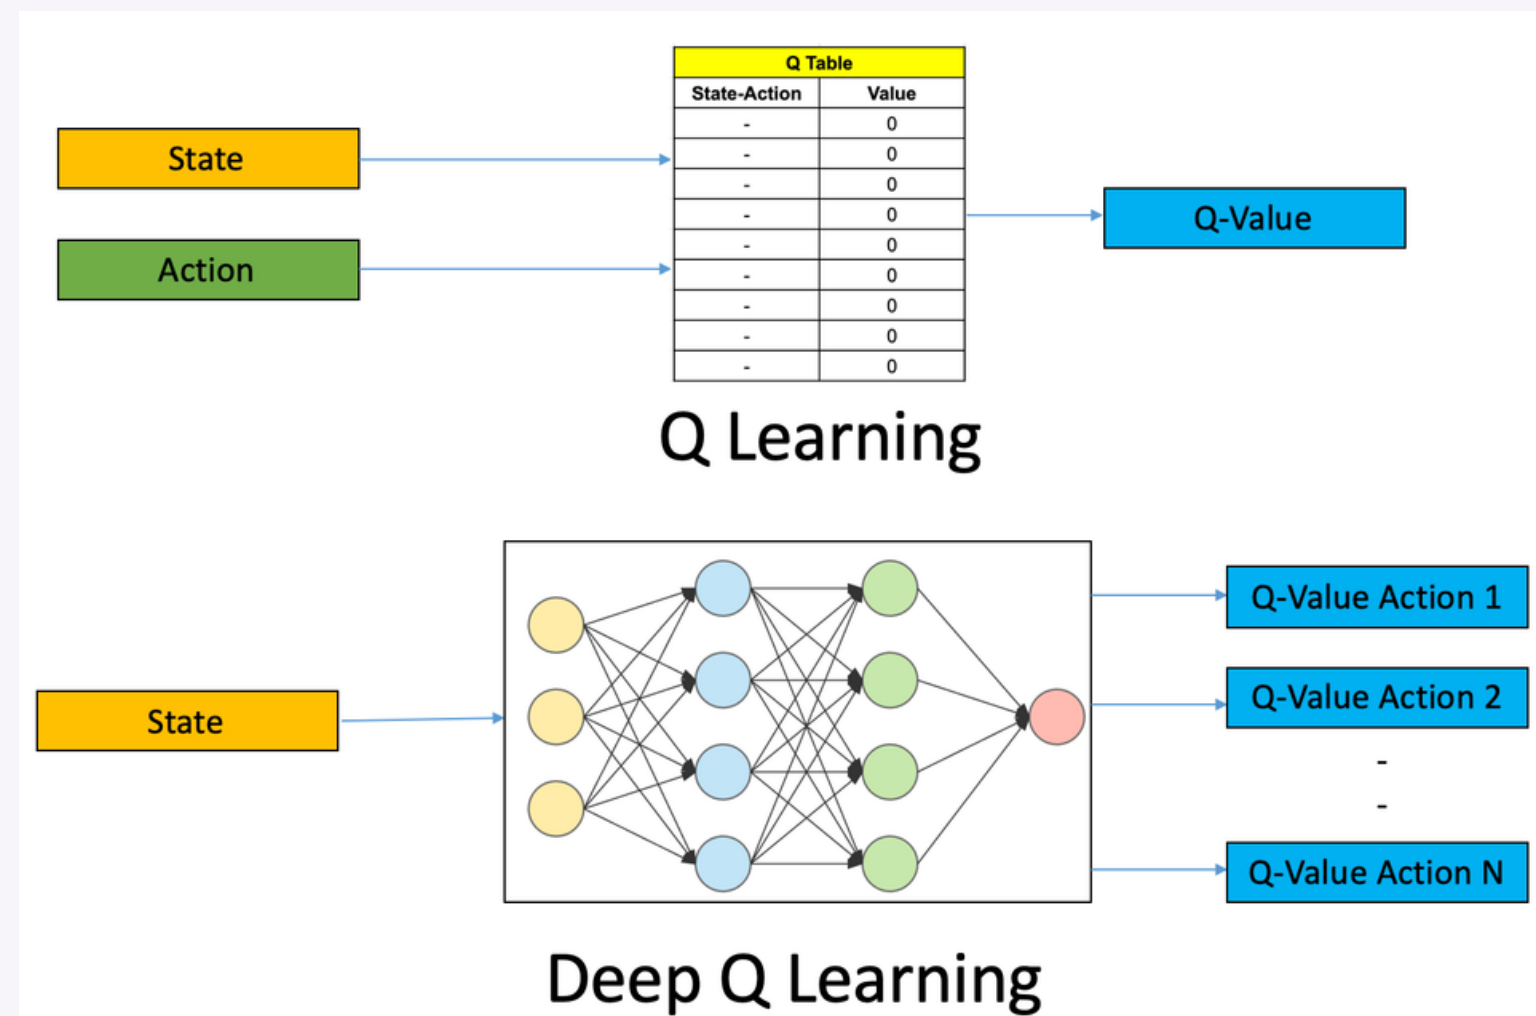 Q Table
State-Action Value
- 0
- 0
- 0
- 0
- 0
- 0
- 0
- 0
- 0
State
Action
Q-Value
Q Learning
State
Q-Value Action 1
Q-Value Action 2
-
-
Q-Value Action N
Deep Q Learning